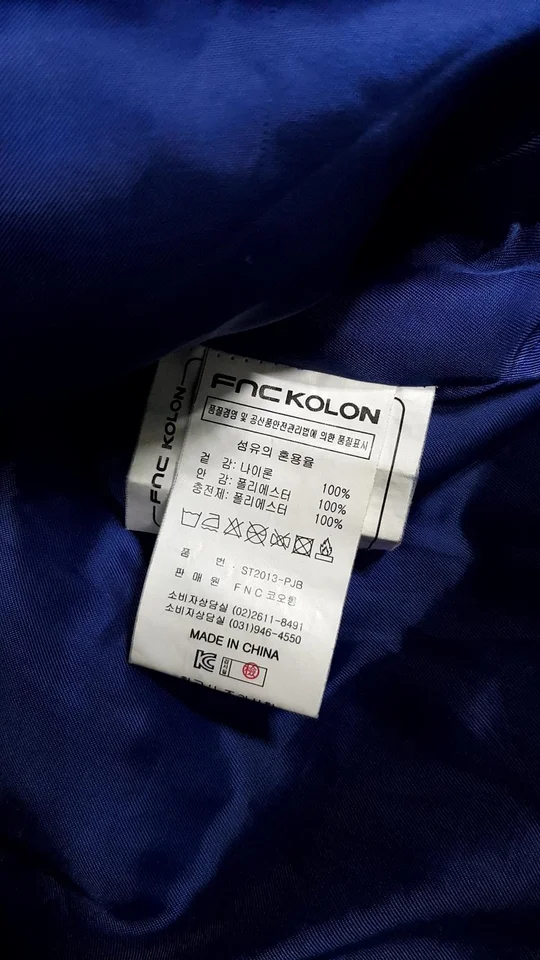 FNC KOLON
FNC KOLON
품질경영 및 공산품안전관리법에 의한 품질표시
섬유의 혼용율
겉 감: 나이론 100%
안 감: 폴리에스터 100%
충전제: 폴리에스터 100%
품 번 : ST2013-PJB
판 매 원 : F N C 코오롱
소비자상담실 (02)2611-8491
소비자상담실 (031)946-4550
MADE IN CHINA